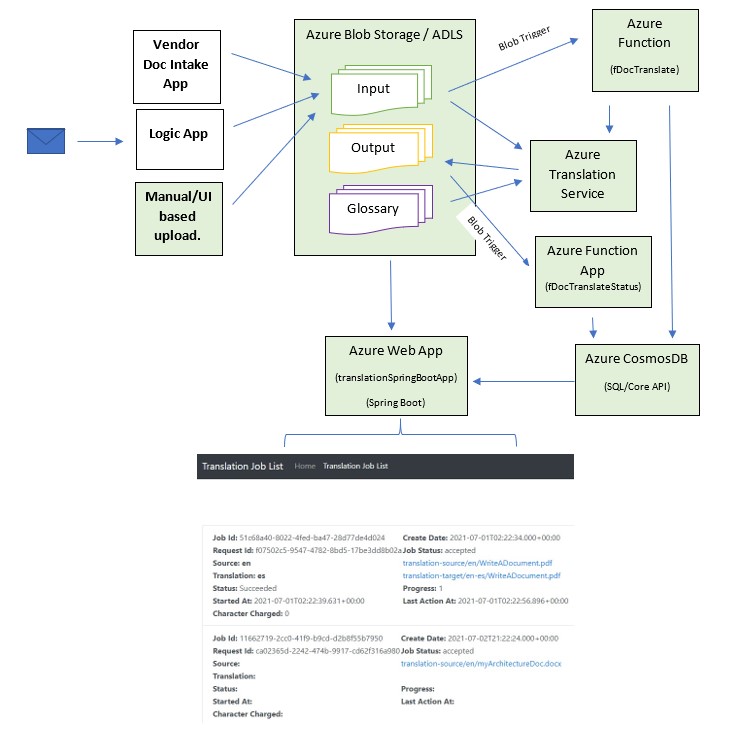 Vendor
Doc Intake
App
Logic App
Manual/UI
based
upload.
Azure Blob Storage / ADLS
Input
Output
Glossary
Blob Trigger
Azure
Function
(fDocTranslate)
Azure
Translation
Service
Blob Trigger
Azure Function
App
(fDocTranslateStatus)
Azure Web App
(translationSpringBootApp)
(Spring Boot)
Azure CosmosDB
(SQL/Core API)
Translation Job List Home Translation Job List
Job Id: 51c68a40-8022-4fed-ba47-28d77de4d024 Create Date: 2021-07-01T02:22:34.000+00:00
Request Id: f07502c5-9547-4782-8bd5-17be3dd8b02a Job Status: accepted
Source: en translation-source/en/WriteADocument.pdf
Translation: es translation-target/en-es/WriteADocument.pdf
Status: Succeeded Progress: 1
Started At: 2021-07-01T02:22:39.631+00:00 Last Action At: 2021-07-01T02:22:56.896+00:00
Character Charged: 0
Job Id: 11662719-2cc0-41f9-b9cd-d2b8f55b7950 Create Date: 2021-07-02T21:22:24.000+00:00
Request Id: ca02365d-2242-474b-9917-cd62f316a980 Job Status: accepted
Source: translation-source/en/myArchitectureDoc.docx
Translation:
Status: Progress:
Started At: Last Action At:
Character Charged: